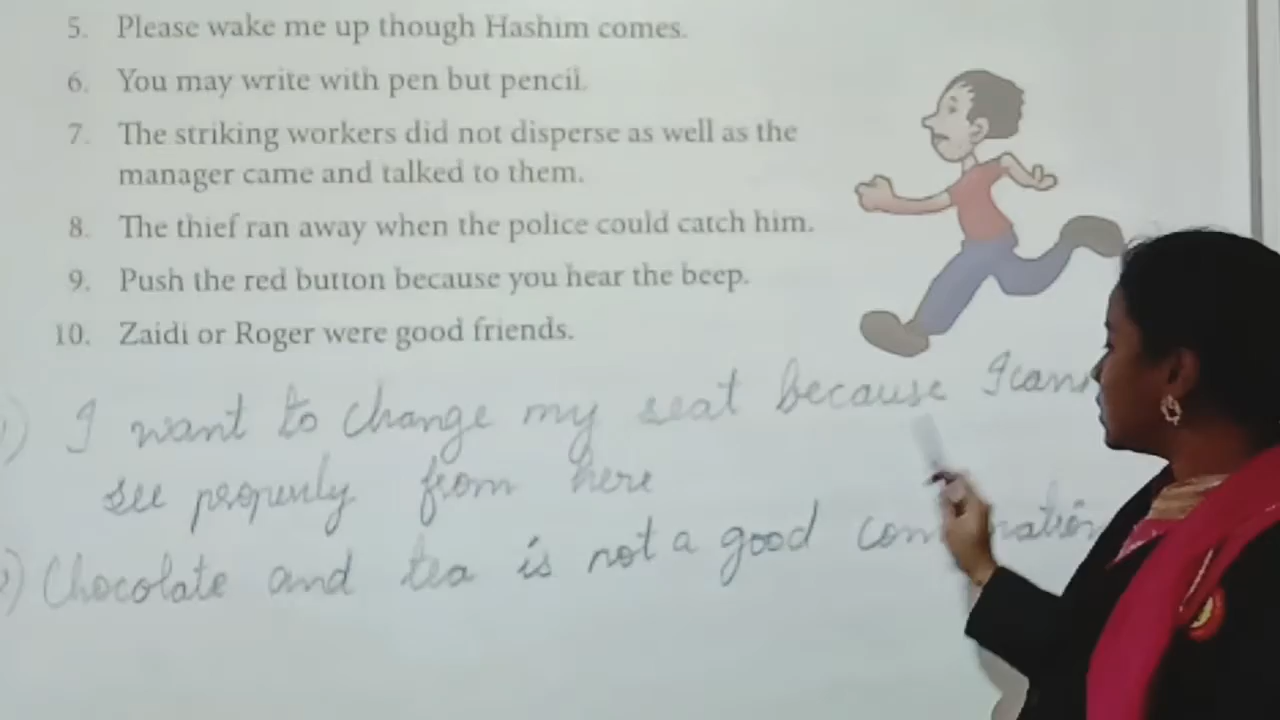 5. Please wake me up though Hashim comes.
6. You may write with pen but pencil.
7. The striking workers did not disperse as well as the
manager came and talked to them.
8. The thief ran away when the police could catch him.
9. Push the red button because you hear the beep.
10. Zaidi or Roger were good friends.
) I want to change my seat because I
see properly from here
) Chocolate and tea is not a good